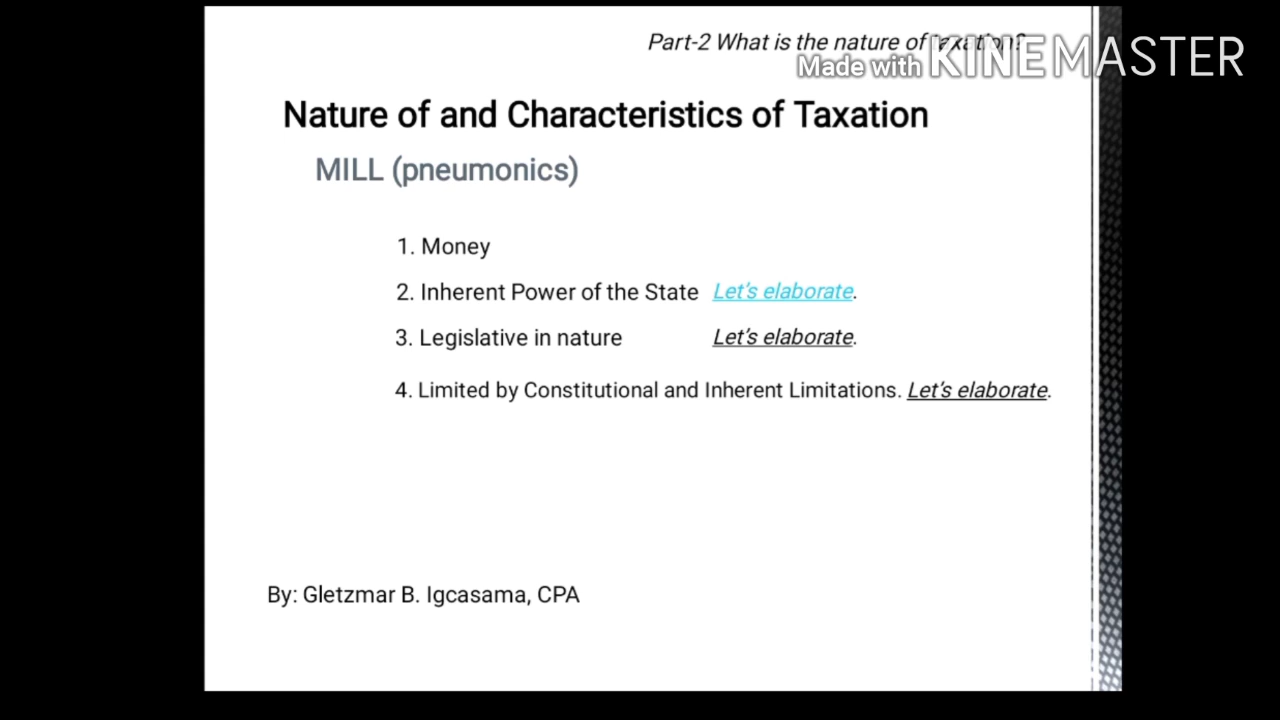 Part-2 What is the nature of Taxation?
Made with KINEMASTER
Nature of and Characteristics of Taxation
MILL (pneumonics)
1. Money
2. Inherent Power of the State Let's elaborate.
3. Legislative in nature Let's elaborate.
4. Limited by Constitutional and Inherent Limitations. Let's elaborate.
By: Gletzmar B. Igcasama, CPA